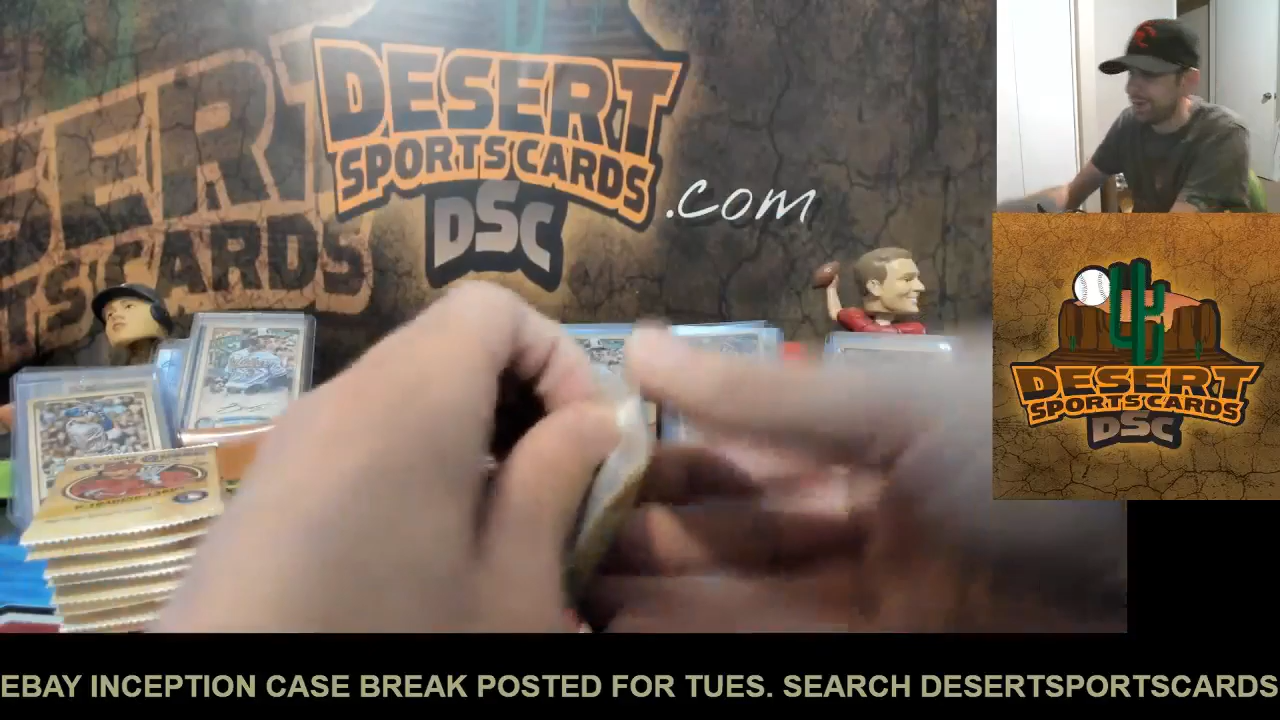 DESERT
SPORTS CARDS
DSC
.com
DESERT
SPORTS CARDS
DSC
EBAY INCEPTION CASE BREAK POSTED FOR TUES. SEARCH DESERTSPORTSCARDS